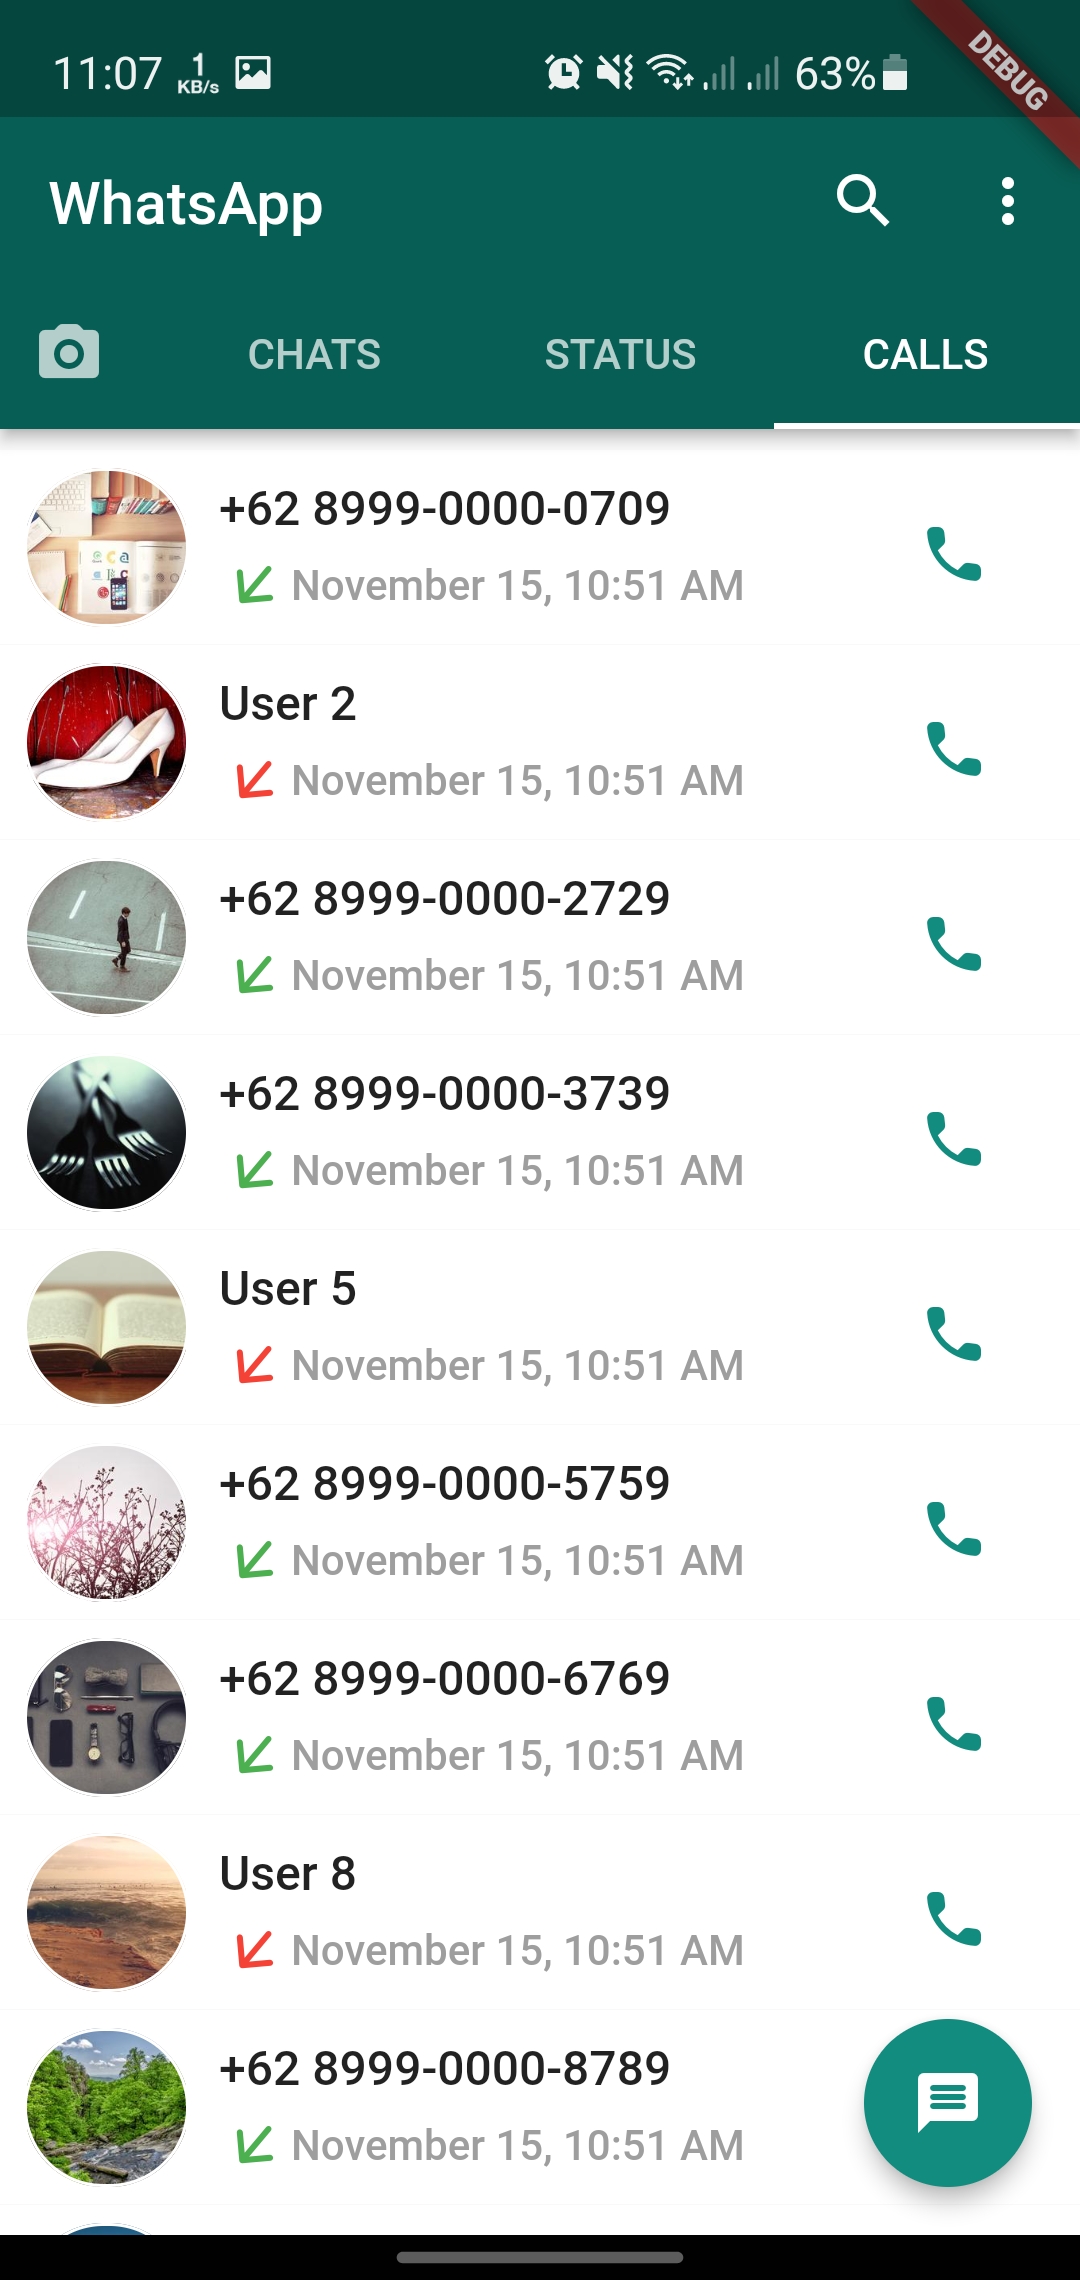 11:07 1 KB/s 63% DEBUG
WhatsApp
CHATS STATUS CALLS
+62 8999-0000-0709
November 15, 10:51 AM
User 2
November 15, 10:51 AM
+62 8999-0000-2729
November 15, 10:51 AM
+62 8999-0000-3739
November 15, 10:51 AM
User 5
November 15, 10:51 AM
+62 8999-0000-5759
November 15, 10:51 AM
+62 8999-0000-6769
November 15, 10:51 AM
User 8
November 15, 10:51 AM
+62 8999-0000-8789
November 15, 10:51 AM